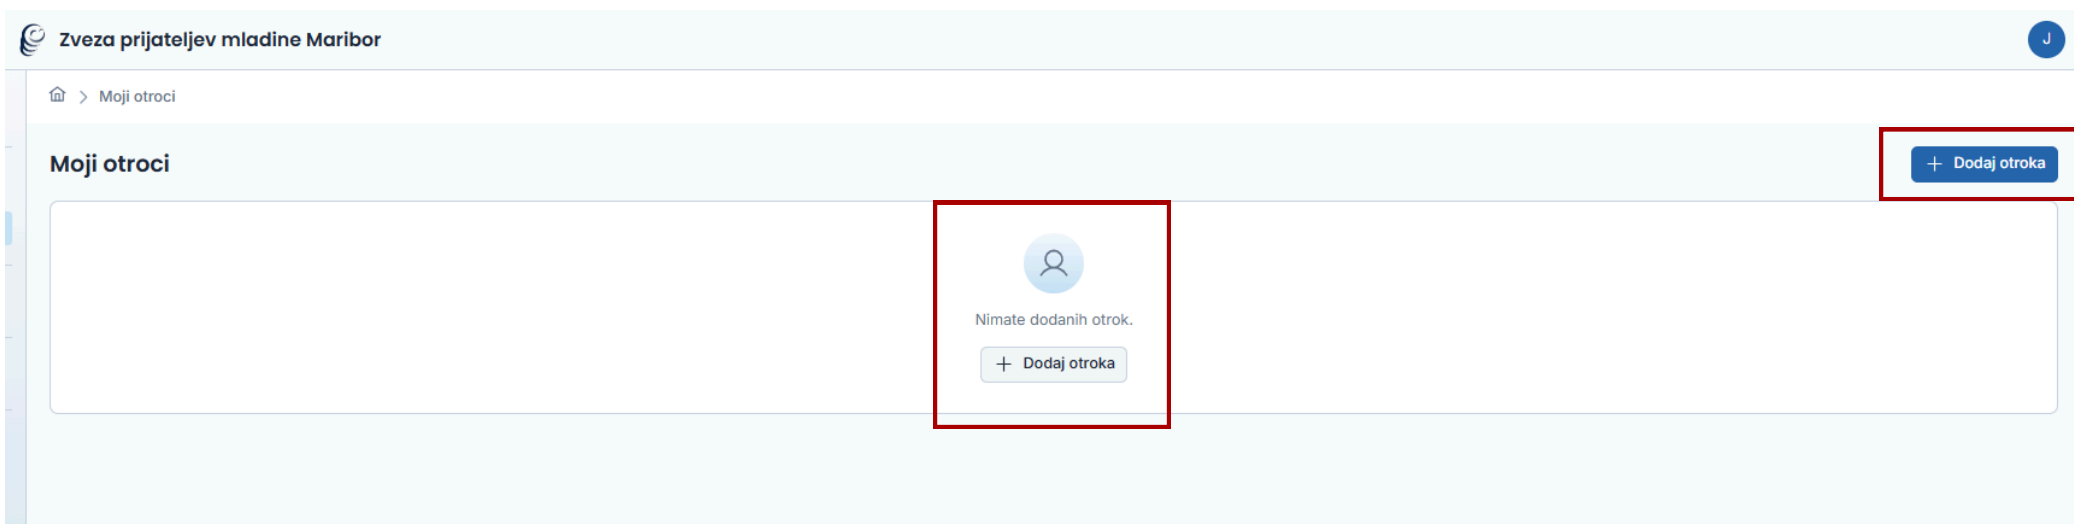 Zveza prijateljev mladine Maribor
J
Moji otroci
Moji otroci
Dodaj otroka
Nimate dodanih otrok.
Dodaj otroka